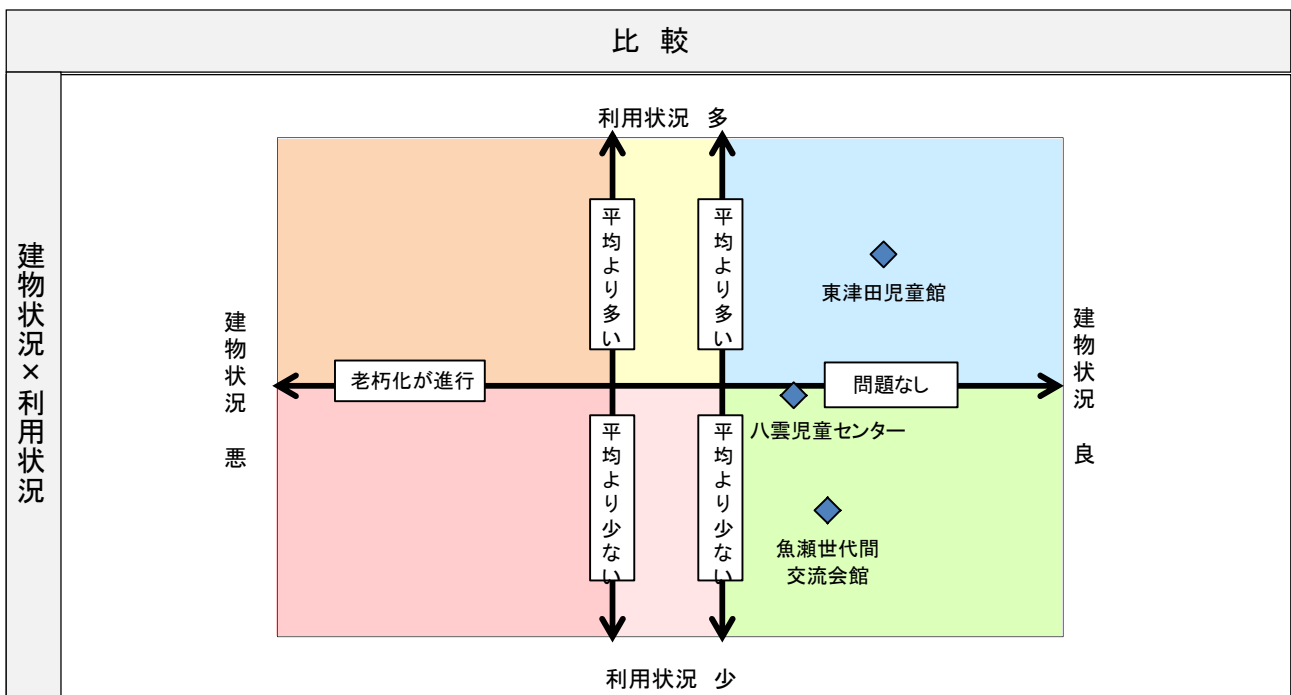 比 較
建物状況×利用状況
利用状況 多
平均より多い
平均より多い
東津田児童館
建物状況 悪
建物状況 良
老朽化が進行
問題なし
八雲児童センター
平均より少ない
平均より少ない
魚瀬世代間
交流会館
利用状況 少